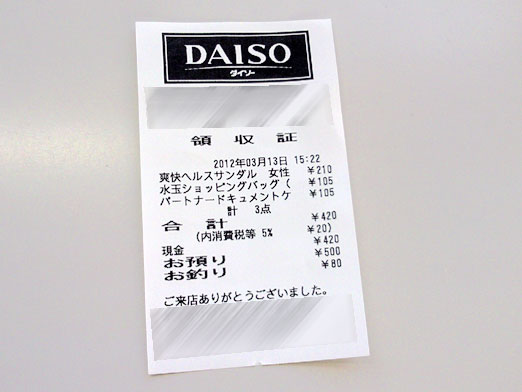 DAISO
ダイソー
領収証
2012年03月13日 15:22
爽快ヘルスサンダル 女性 ¥210
水玉ショッピングバッグ( ¥105
パートナードキュメントケ ¥105
計 3点
合計 ¥420
(内消費税等 5% ¥20)
現金 ¥420
お預り ¥500
お釣り ¥80
ご来店ありがとうございました。